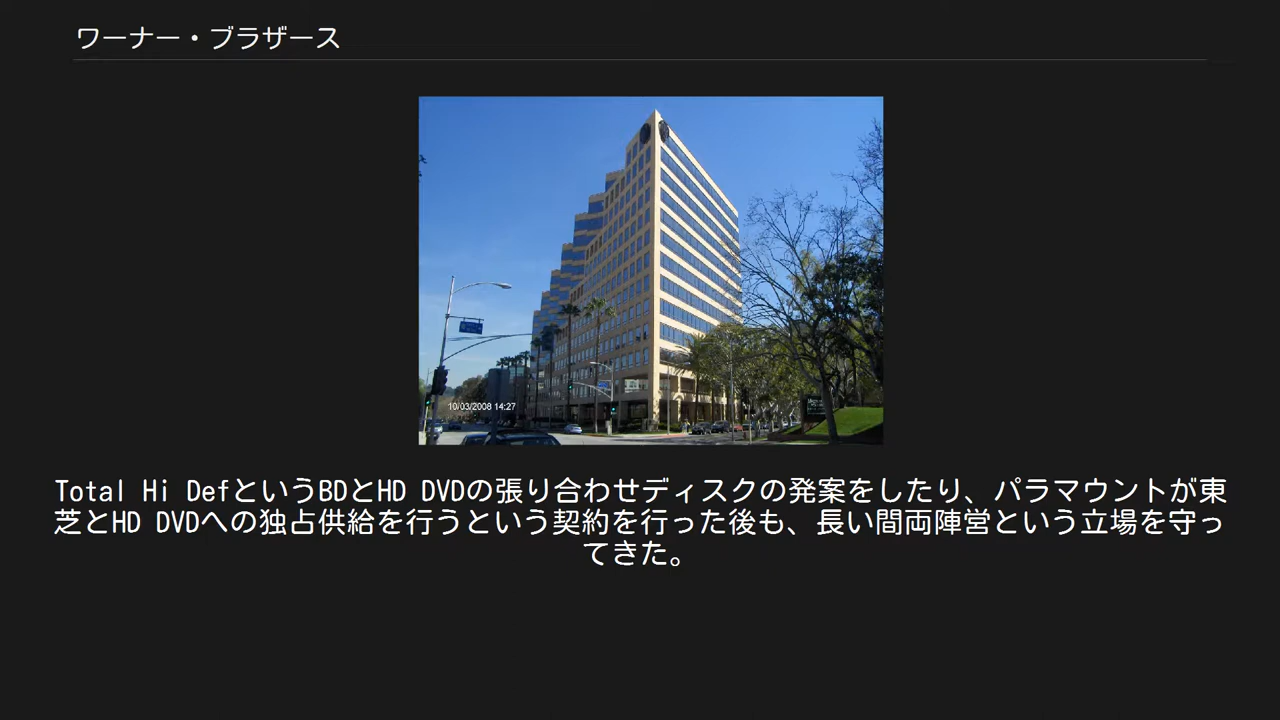 ワーナー・ブラザース
10/03/2008 14:27
Total Hi DefというBDとHD DVDの張り合わせディスクの発案をしたり、パラマウントが東
芝とHD DVDへの独占供給を行うという契約を行った後も、長い間両陣営という立場を守っ
てきた。